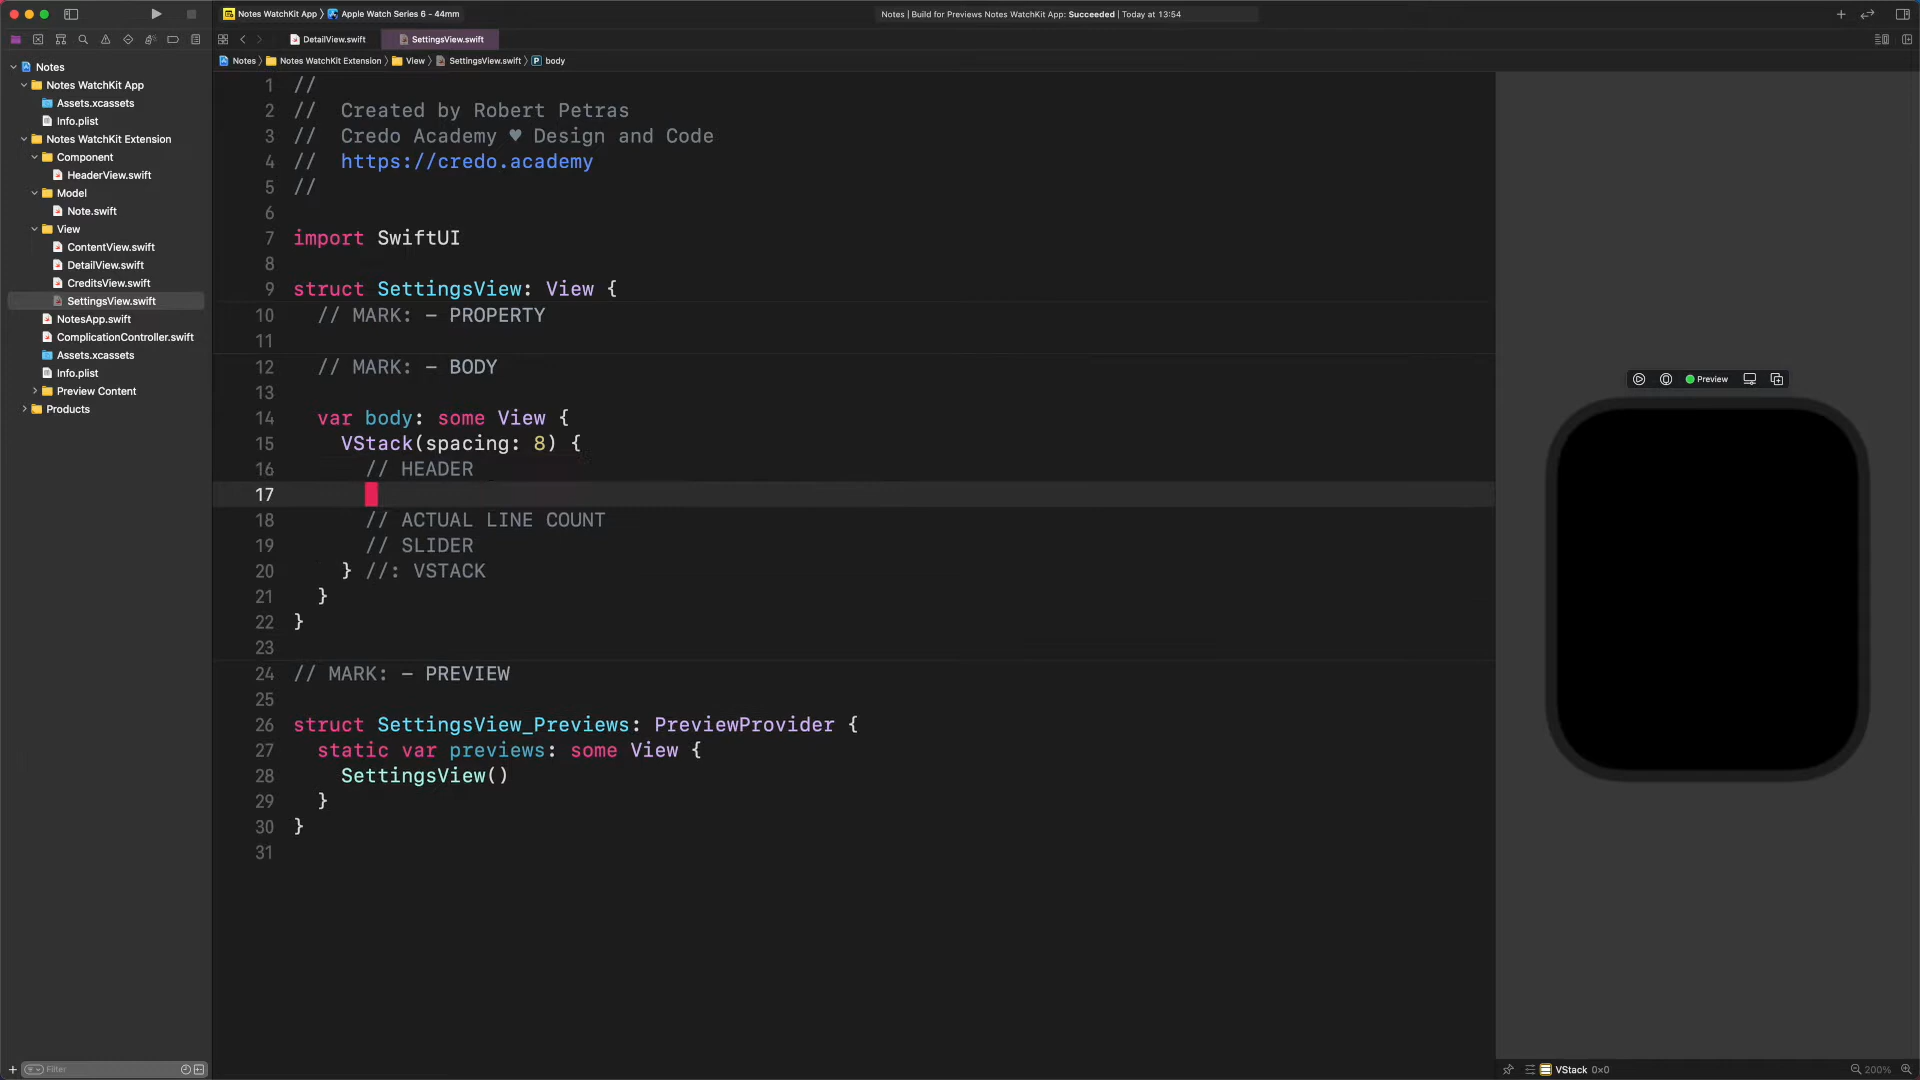 Notes WatchKit App 〉 Apple Watch Series 6 – 44mm
Notes | Build for Previews Notes WatchKit App: Succeeded | Today at 13:54
DetailView.swift
SettingsView.swift
Notes 〉 Notes WatchKit Extension 〉 View 〉 SettingsView.swift 〉 P body
Notes
Notes WatchKit App
Assets.xcassets
Info.plist
Notes WatchKit Extension
Component
HeaderView.swift
Model
Note.swift
View
ContentView.swift
DetailView.swift
CreditsView.swift
SettingsView.swift
NotesApp.swift
ComplicationController.swift
Assets.xcassets
Info.plist
Preview Content
Products
Filter
1 //
2 //  Created by Robert Petras
3 //  Credo Academy ♥ Design and Code
4 //  https://credo.academy
5 //
6
7 import SwiftUI
8
9 struct SettingsView: View {
10   // MARK: – PROPERTY
11
12   // MARK: – BODY
13
14   var body: some View {
15     VStack(spacing: 8) {
16       // HEADER
17
18       // ACTUAL LINE COUNT
19       // SLIDER
20     } //: VSTACK
21   }
22 }
23
24 // MARK: – PREVIEW
25
26 struct SettingsView_Previews: PreviewProvider {
27   static var previews: some View {
28     SettingsView()
29   }
30 }
31
Preview
VStack 0×0
200%